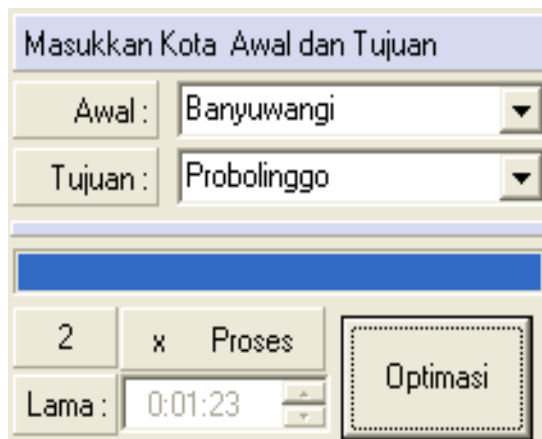 Masukkan Kota Awal dan Tujuan
Awal : Banyuwangi
Tujuan : Probolinggo
2 x Proses
Optimasi
Lama : 0:01:23